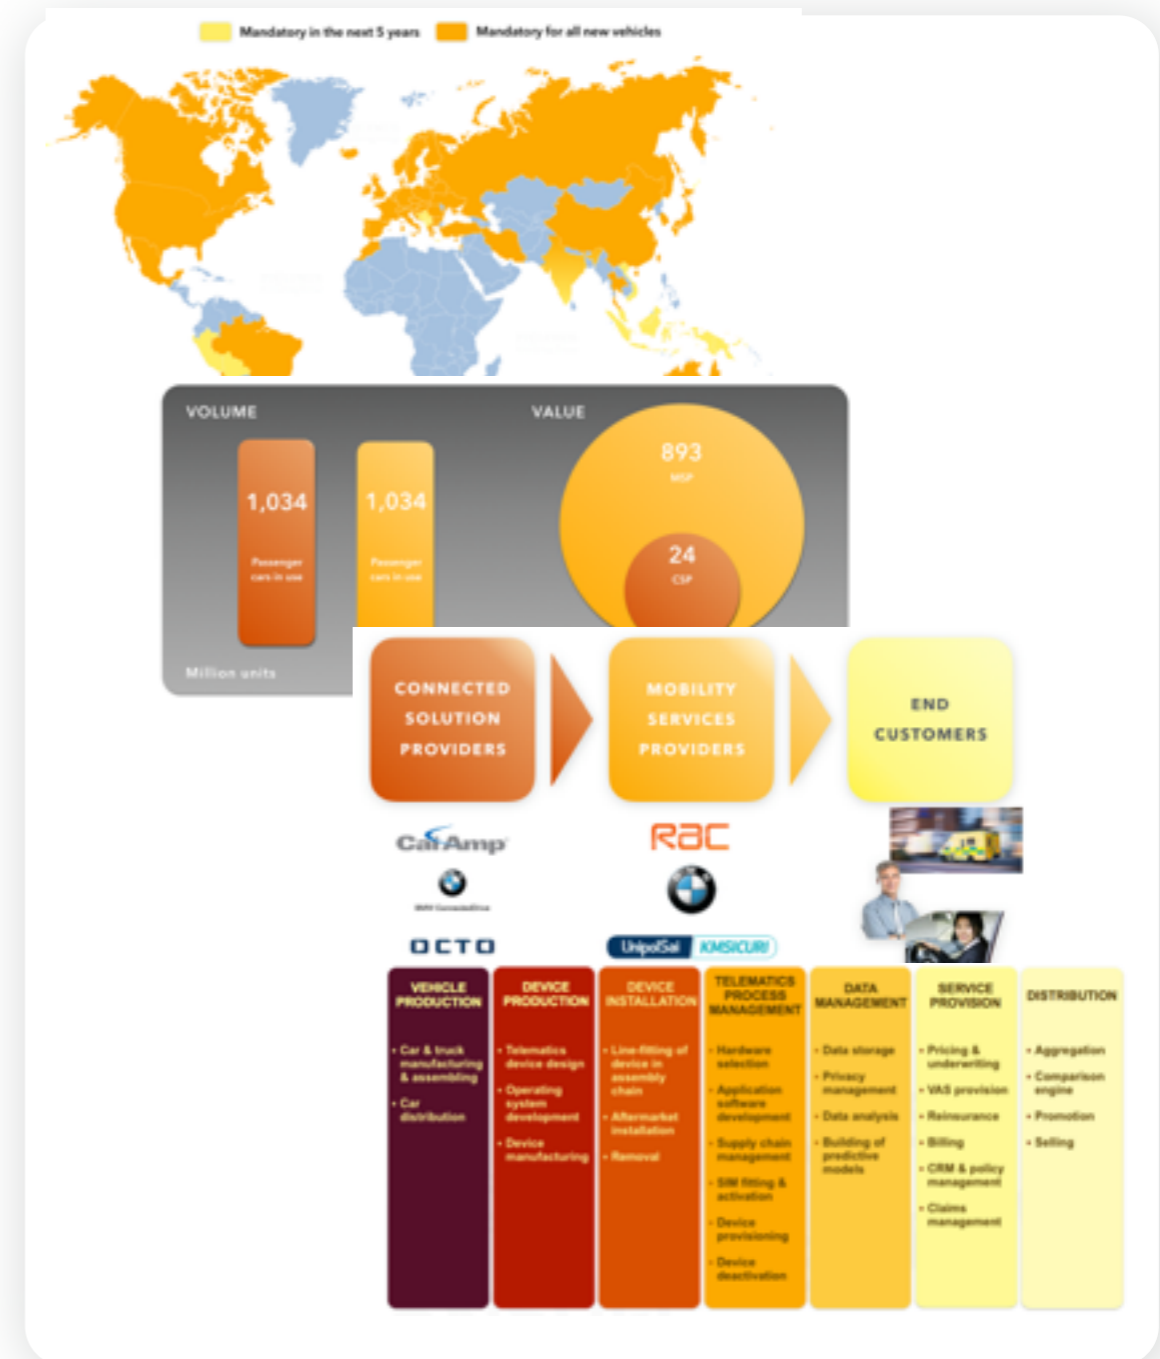 Mandatory in the next 5 years
Mandatory for all new vehicles
VOLUME
VALUE
1,034
Passenger
cars in use
1,034
Passenger
cars in use
893
MSP
24
CSP
Million units
CONNECTED
SOLUTION
PROVIDERS
MOBILITY
SERVICES
PROVIDERS
END
CUSTOMERS
CalAmp
RAC
BMW ConnectedDrive
BMW
OCTO
UnipolSai
KMSICURI
VEHICLE
PRODUCTION
• Car & truck
manufacturing
& assembling
• Car
distribution
DEVICE
PRODUCTION
• Telematics
device design
• Operating
system
development
• Device
manufacturing
DEVICE
INSTALLATION
• Line-fitting of
device in
assembly
chain
• Aftermarket
installation
• Removal
TELEMATICS
PROCESS
MANAGEMENT
• Hardware
selection
• Application
software
development
• Supply chain
management
• SIM fitting &
activation
• Device
provisioning
• Device
deactivation
DATA
MANAGEMENT
• Data storage
• Privacy
management
• Data analysis
• Building of
predictive
models
SERVICE
PROVISION
• Pricing &
underwriting
• VAS provision
• Reinsurance
• Billing
• CRM & policy
management
• Claims
management
DISTRIBUTION
• Aggregation
• Comparison
engine
• Promotion
• Selling